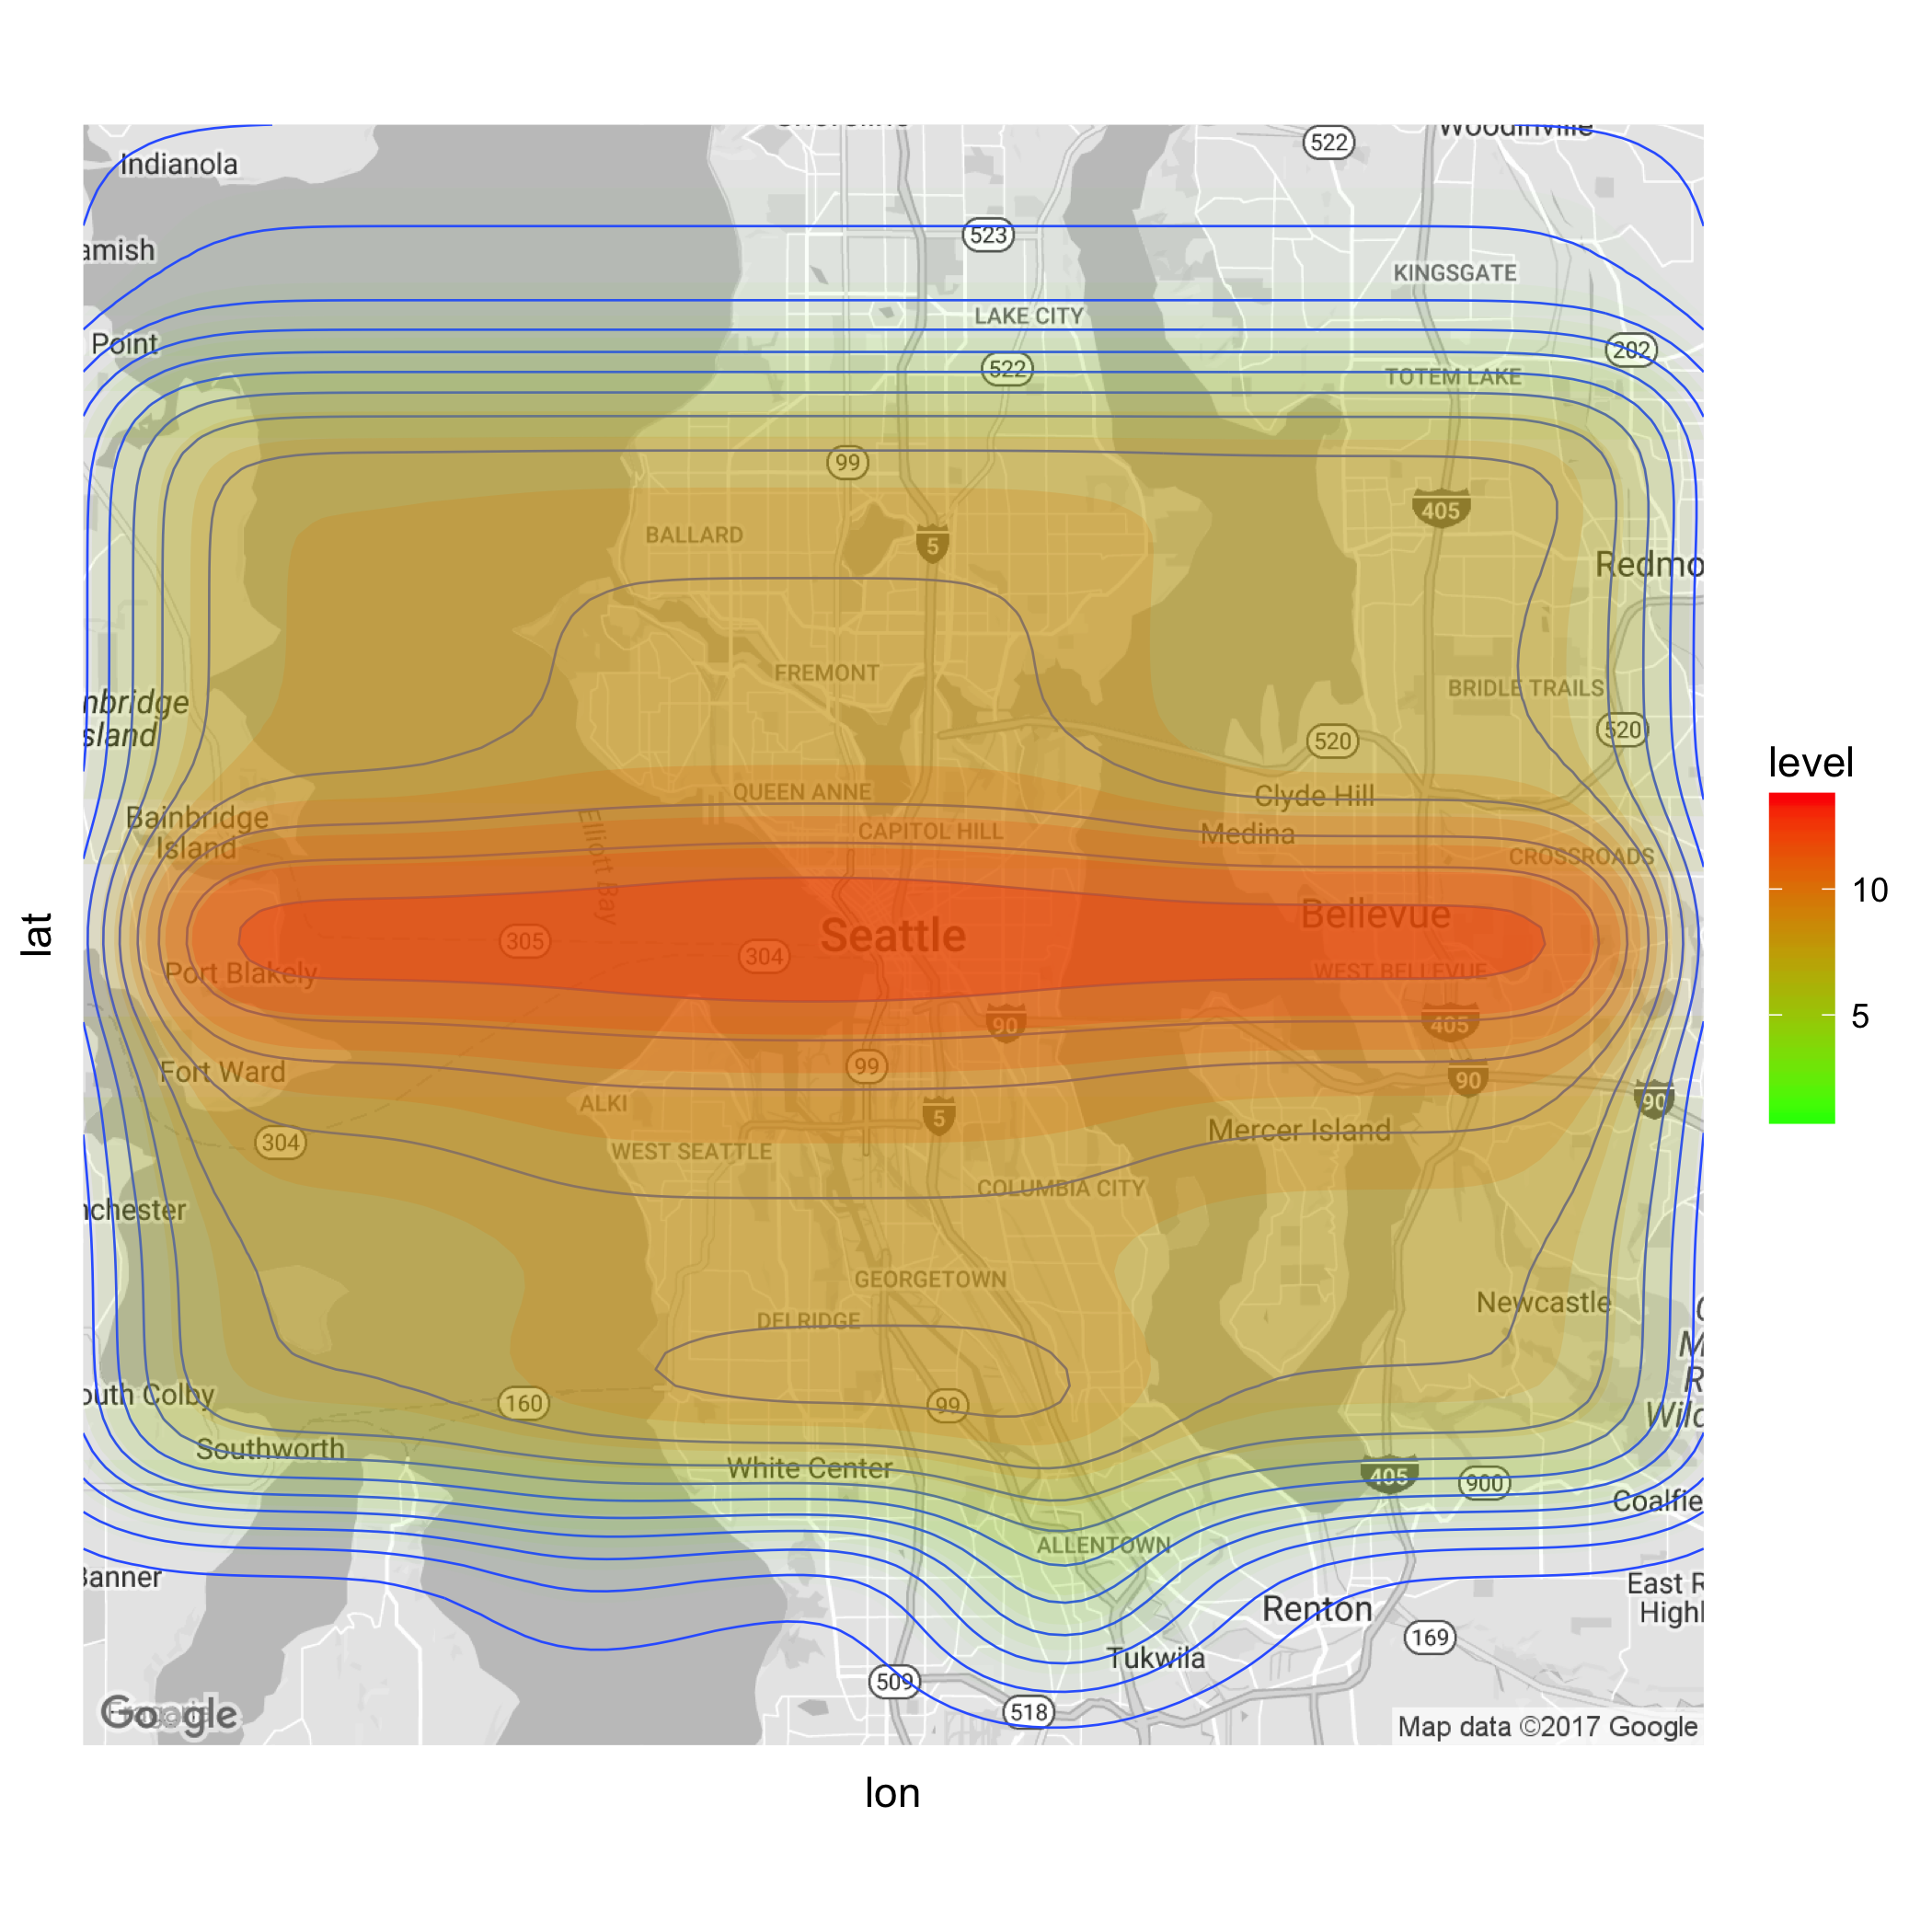 Woodinville
522
Indianola
523
amish
KINGSGATE
LAKE CITY
Point
202
522
TOTEM LAKE
99
405
BALLARD
5
Redmo
FREMONT
BRIDLE TRAILS
nbridge
sland
520
520
level
QUEEN ANNE
Clyde Hill
Bainbridge
Island
Elliott Bay
CAPITOL HILL
Medina
CROSSROADS
10
Bellevue
lat
305
Seattle
304
Port Blakely
WEST BELLEVUE
5
90
405
99
Fort Ward
90
ALKI
5
90
304
WEST SEATTLE
Mercer Island
COLUMBIA CITY
nchester
GEORGETOWN
Newcastle
DELRIDGE
M
R
outh Colby
160
99
Wild
Southworth
White Center
405
900
Coalfie
ALLENTOWN
Banner
East R
Highl
Renton
169
Tukwila
509
518
Google
Map data ©2017 Google
lon